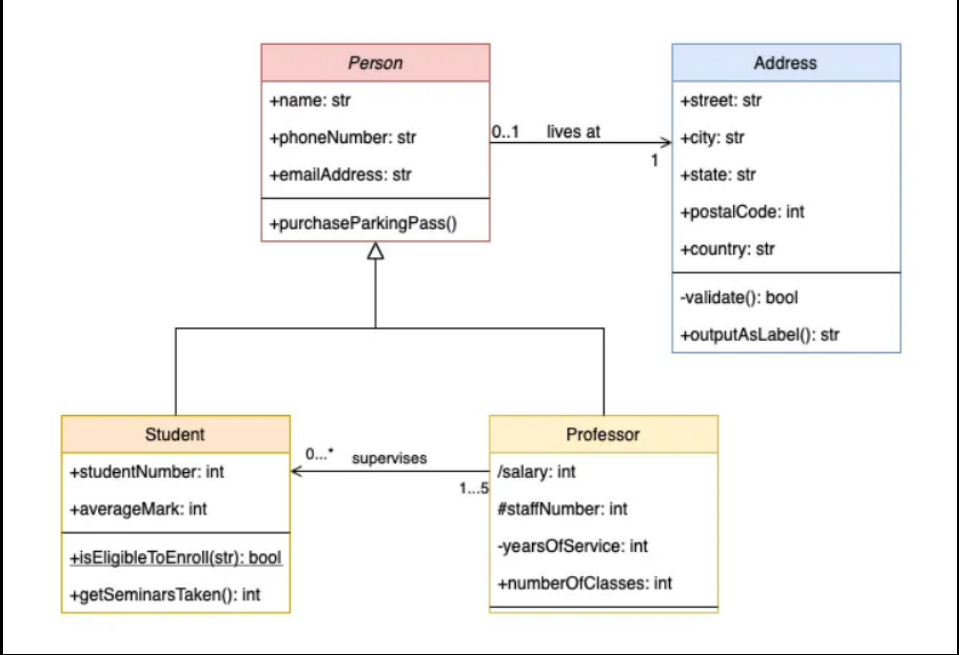 Person
+name: str
+phoneNumber: str
+emailAddress: str
+purchaseParkingPass()
0..1 lives at
1
Address
+street: str
+city: str
+state: str
+postalCode: int
+country: str
-validate(): bool
+outputAsLabel(): str
Student
+studentNumber: int
+averageMark: int
+isEligibleToEnroll(str): bool
+getSeminarsTaken(): int
0...* supervises
1...5
Professor
/salary: int
#staffNumber: int
-yearsOfService: int
+numberOfClasses: int